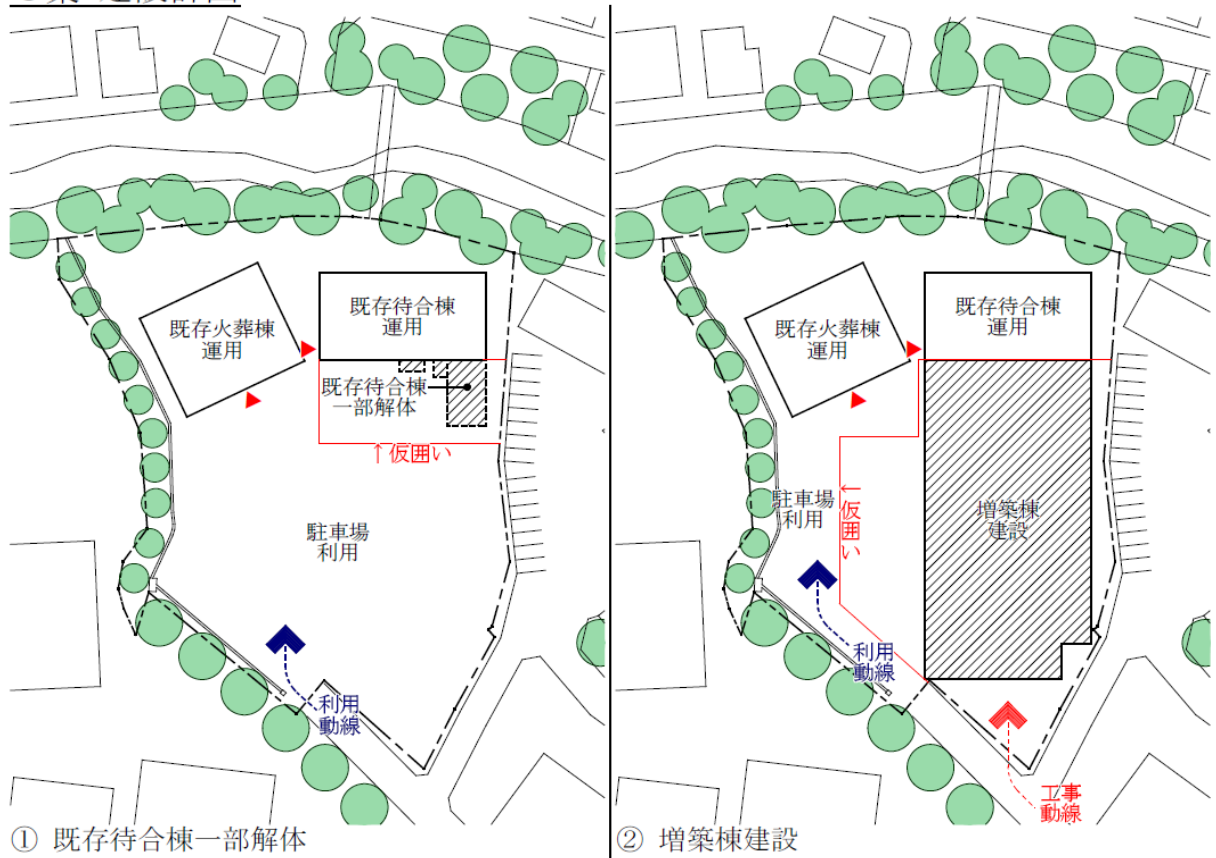 既存火葬棟
運用
既存待合棟
運用
既存待合棟
一部解体
↑仮囲い
駐車場
利用
利用
動線
① 既存待合棟一部解体
既存火葬棟
運用
既存待合棟
運用
駐車場
利用
↑仮囲い
増築棟
建設
利用
動線
工事
動線
② 増築棟建設